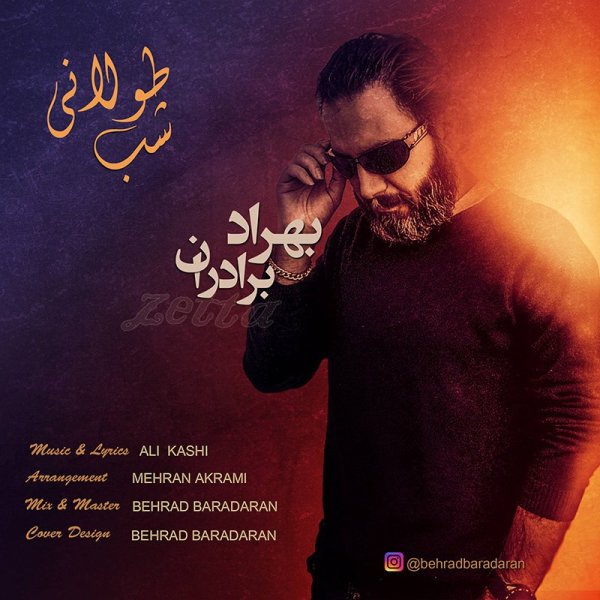 طولانی
شب
بهراد
برادران
zetta
Music & Lyrics ALI KASHI
Arrangement MEHRAN AKRAMI
Mix & Master BEHRAD BARADARAN
Cover Design BEHRAD BARADARAN
@behradbaradaran